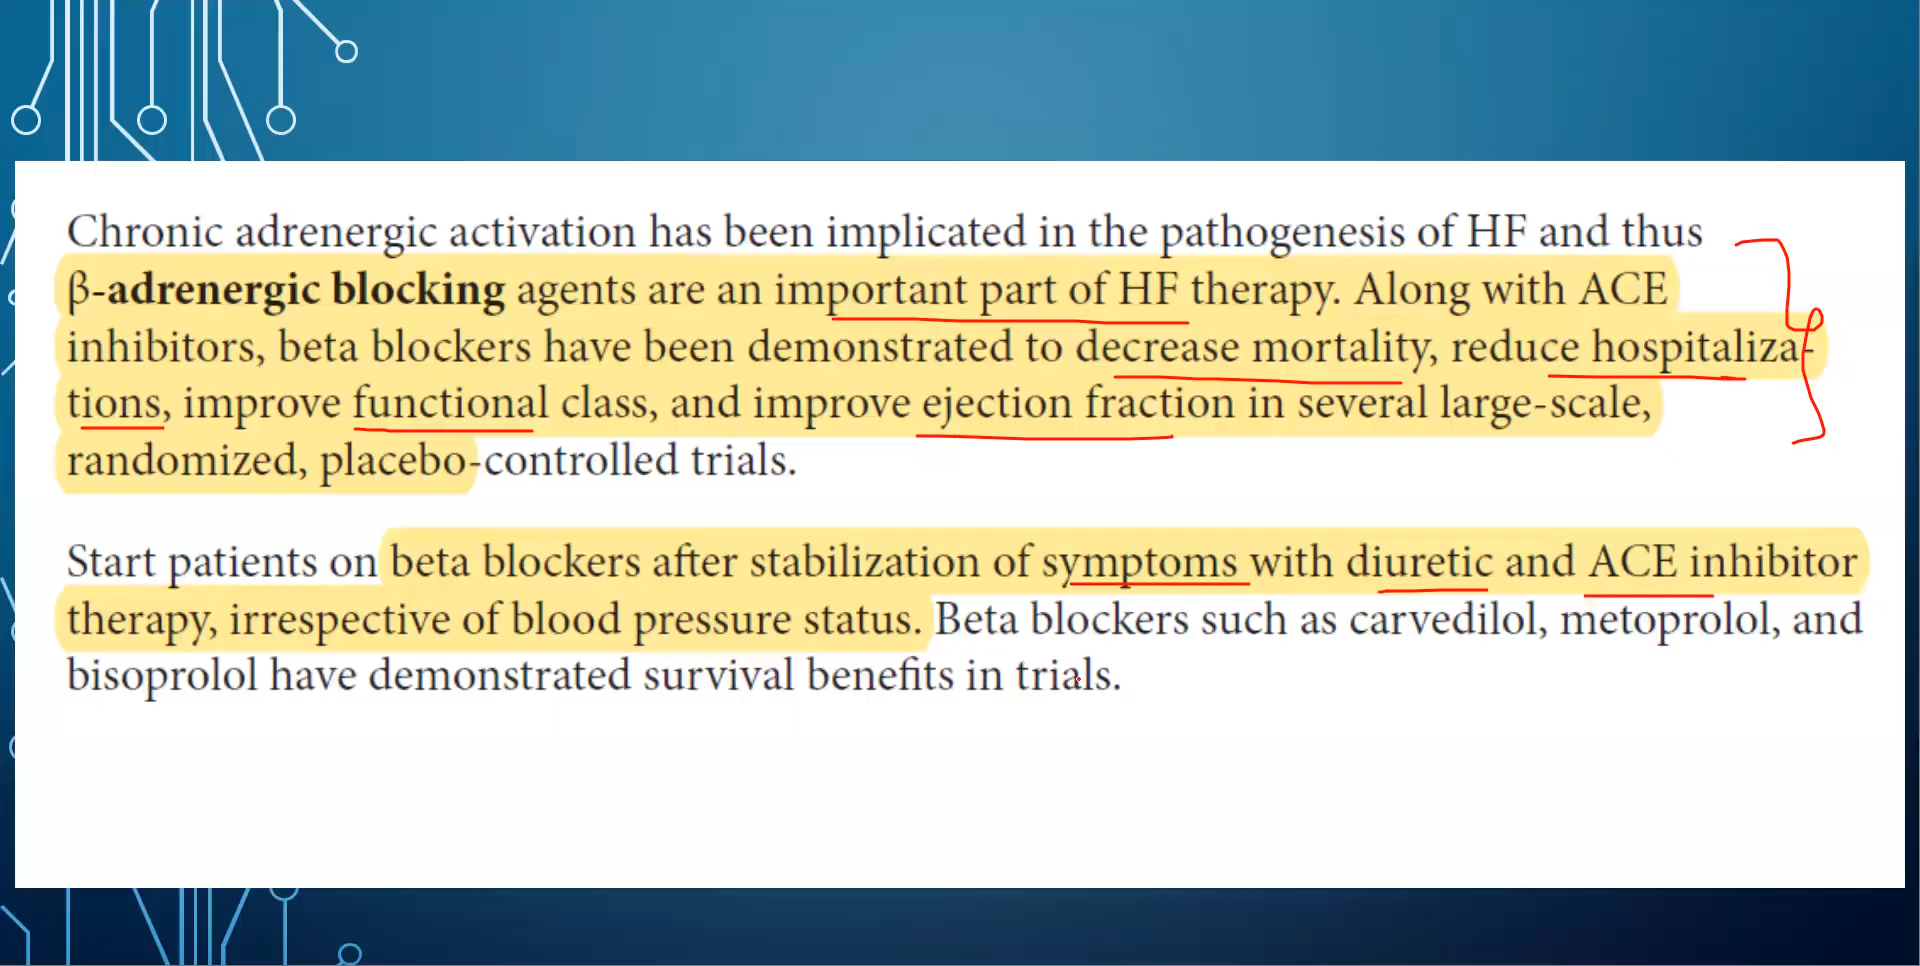 Chronic adrenergic activation has been implicated in the pathogenesis of HF and thus
β-adrenergic blocking agents are an important part of HF therapy. Along with ACE
inhibitors, beta blockers have been demonstrated to decrease mortality, reduce hospitaliza-
tions, improve functional class, and improve ejection fraction in several large-scale,
randomized, placebo-controlled trials.
Start patients on beta blockers after stabilization of symptoms with diuretic and ACE inhibitor
therapy, irrespective of blood pressure status. Beta blockers such as carvedilol, metoprolol, and
bisoprolol have demonstrated survival benefits in trials.